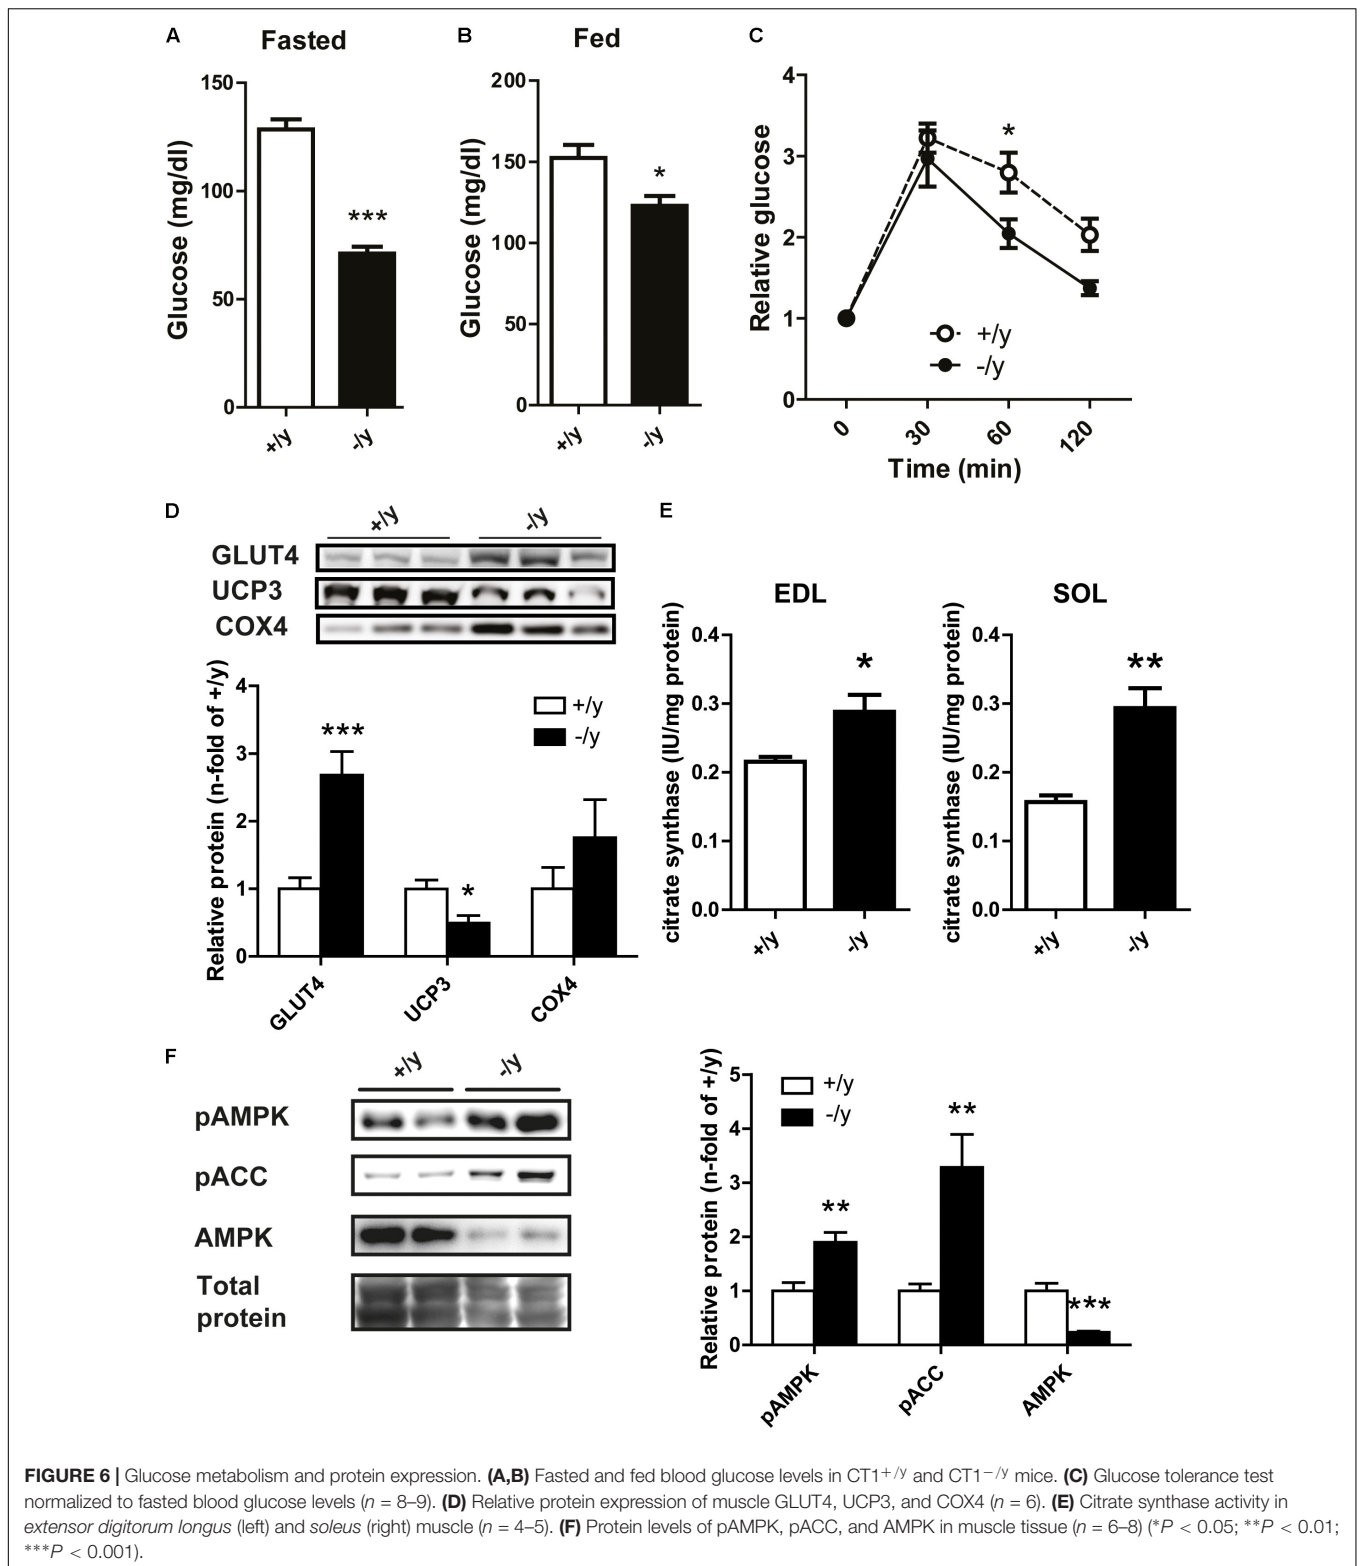 A
Fasted
Glucose (mg/dl)
150
100
50
0
***
+/y
-/y
B
Fed
Glucose (mg/dl)
200
150
100
50
0
*
+/y
-/y
C
Relative glucose
4
3
2
1
0
*
+/y
-/y
0
30
60
120
Time (min)
D
+/y
-/y
GLUT4
UCP3
COX4
Relative protein (n-fold of +/y)
4
3
2
1
0
***
*
+/y
-/y
GLUT4
UCP3
COX4
E
EDL
citrate synthase (IU/mg protein)
0.4
0.3
0.2
0.1
0.0
*
+/y
-/y
SOL
citrate synthase (IU/mg protein)
0.4
0.3
0.2
0.1
0.0
**
+/y
-/y
F
+/y
-/y
pAMPK
pACC
AMPK
Total
protein
Relative protein (n-fold of +/y)
5
4
3
2
1
0
+/y
-/y
**
**
***
pAMPK
pACC
AMPK
FIGURE 6 | Glucose metabolism and protein expression. (A,B) Fasted and fed blood glucose levels in CT1+/y and CT1−/y mice. (C) Glucose tolerance test
normalized to fasted blood glucose levels (n = 8–9). (D) Relative protein expression of muscle GLUT4, UCP3, and COX4 (n = 6). (E) Citrate synthase activity in
extensor digitorum longus (left) and soleus (right) muscle (n = 4–5). (F) Protein levels of pAMPK, pACC, and AMPK in muscle tissue (n = 6–8) (*P < 0.05; **P < 0.01;
***P < 0.001).